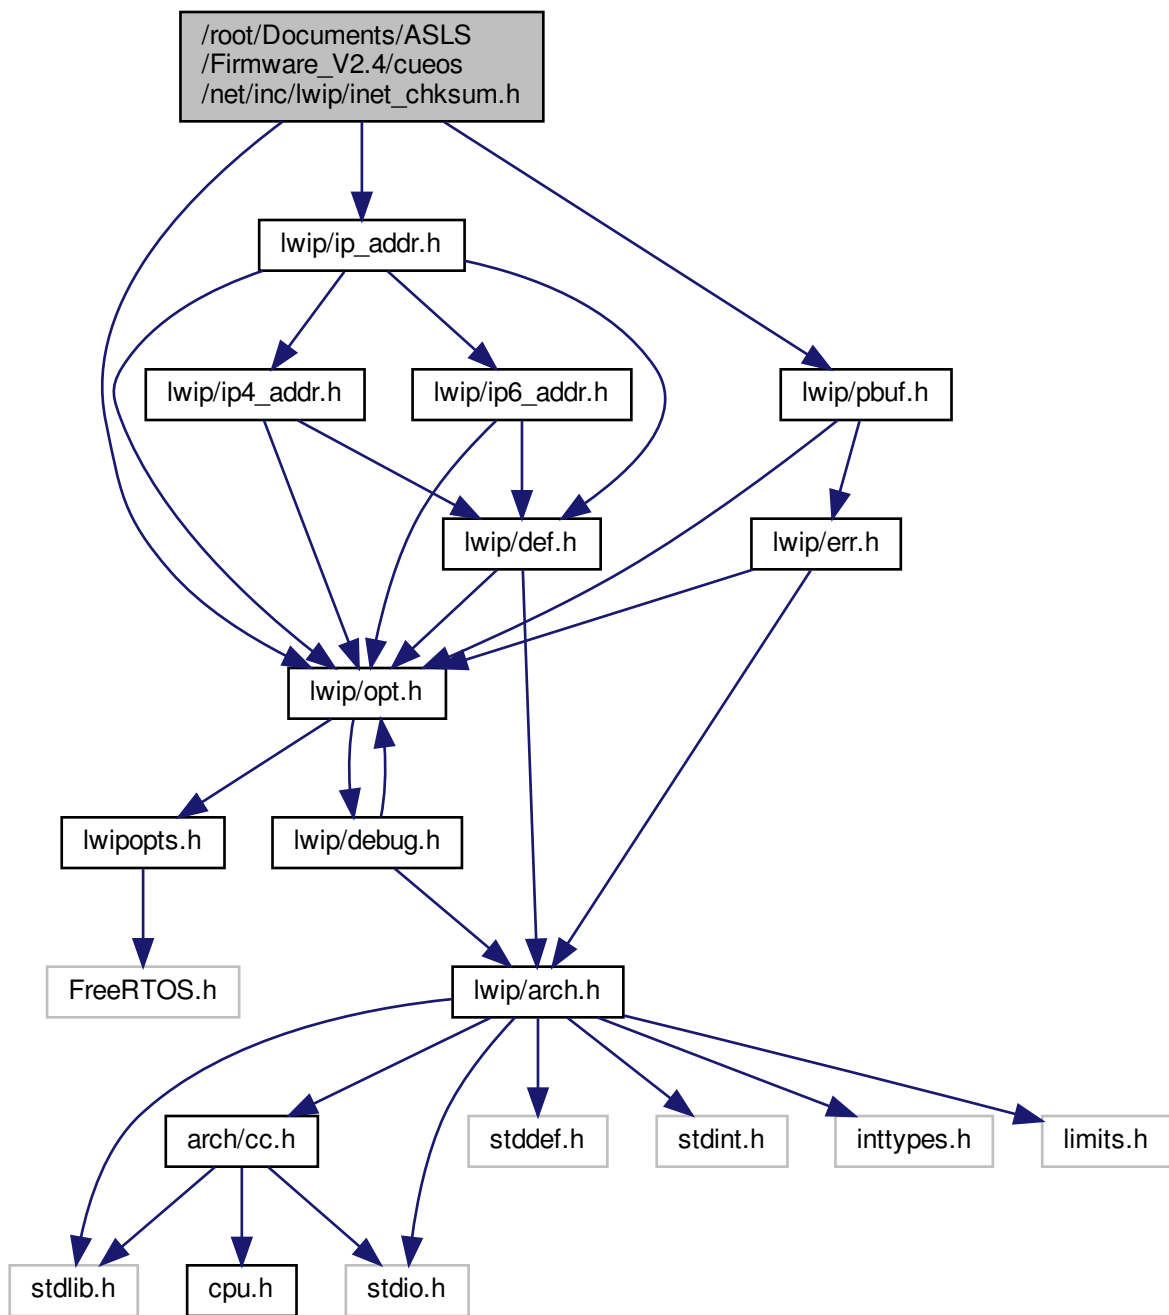 /root/Documents/ASLS
/Firmware_V2.4/cueos
/net/inc/lwip/inet_chksum.h
lwip/ip_addr.h
lwip/ip4_addr.h
lwip/ip6_addr.h
lwip/pbuf.h
lwip/def.h
lwip/err.h
lwip/opt.h
lwipopts.h
lwip/debug.h
FreeRTOS.h
lwip/arch.h
arch/cc.h
stddef.h
stdint.h
inttypes.h
limits.h
stdlib.h
cpu.h
stdio.h